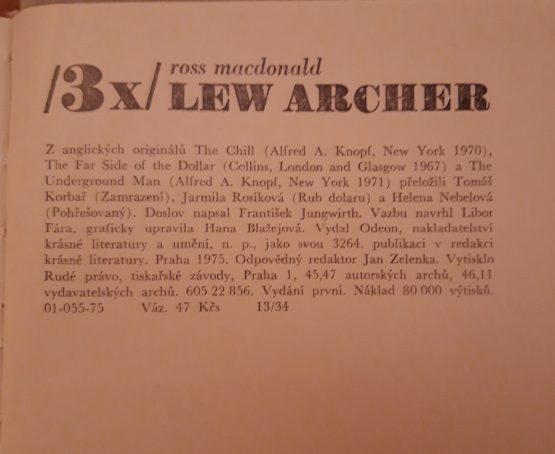 /3x/ ross macdonald
LEW ARCHER
Z anglických originálů The Chill (Alfred A. Knopf, New York 1970),
The Far Side of the Dollar (Collins, London and Glasgow 1967) a The
Underground Man (Alfred A. Knopf, New York 1971) přeložili Tomáš
Korbař (Zamrazení), Jarmila Rosíková (Rub dolaru) a Helena Nebelová
(Pohřešovaný). Doslov napsal František Jungwirth. Vazbu navrhl Libor
Fára, graficky upravila Hana Blažejová. Vydal Odeon, nakladatelství
krásné literatury a umění, n. p., jako svou 3264. publikaci v redakci
krásné literatury. Praha 1975. Odpovědný redaktor Jan Zelenka. Vytisklo
Rudé právo, tiskařské závody, Praha 1, 45,47 autorských archů, 46,11
vydavatelských archů. 605 22 856. Vydání první. Náklad 80 000 výtisků.
01-055-75 Váz. 47 Kčs 13/34